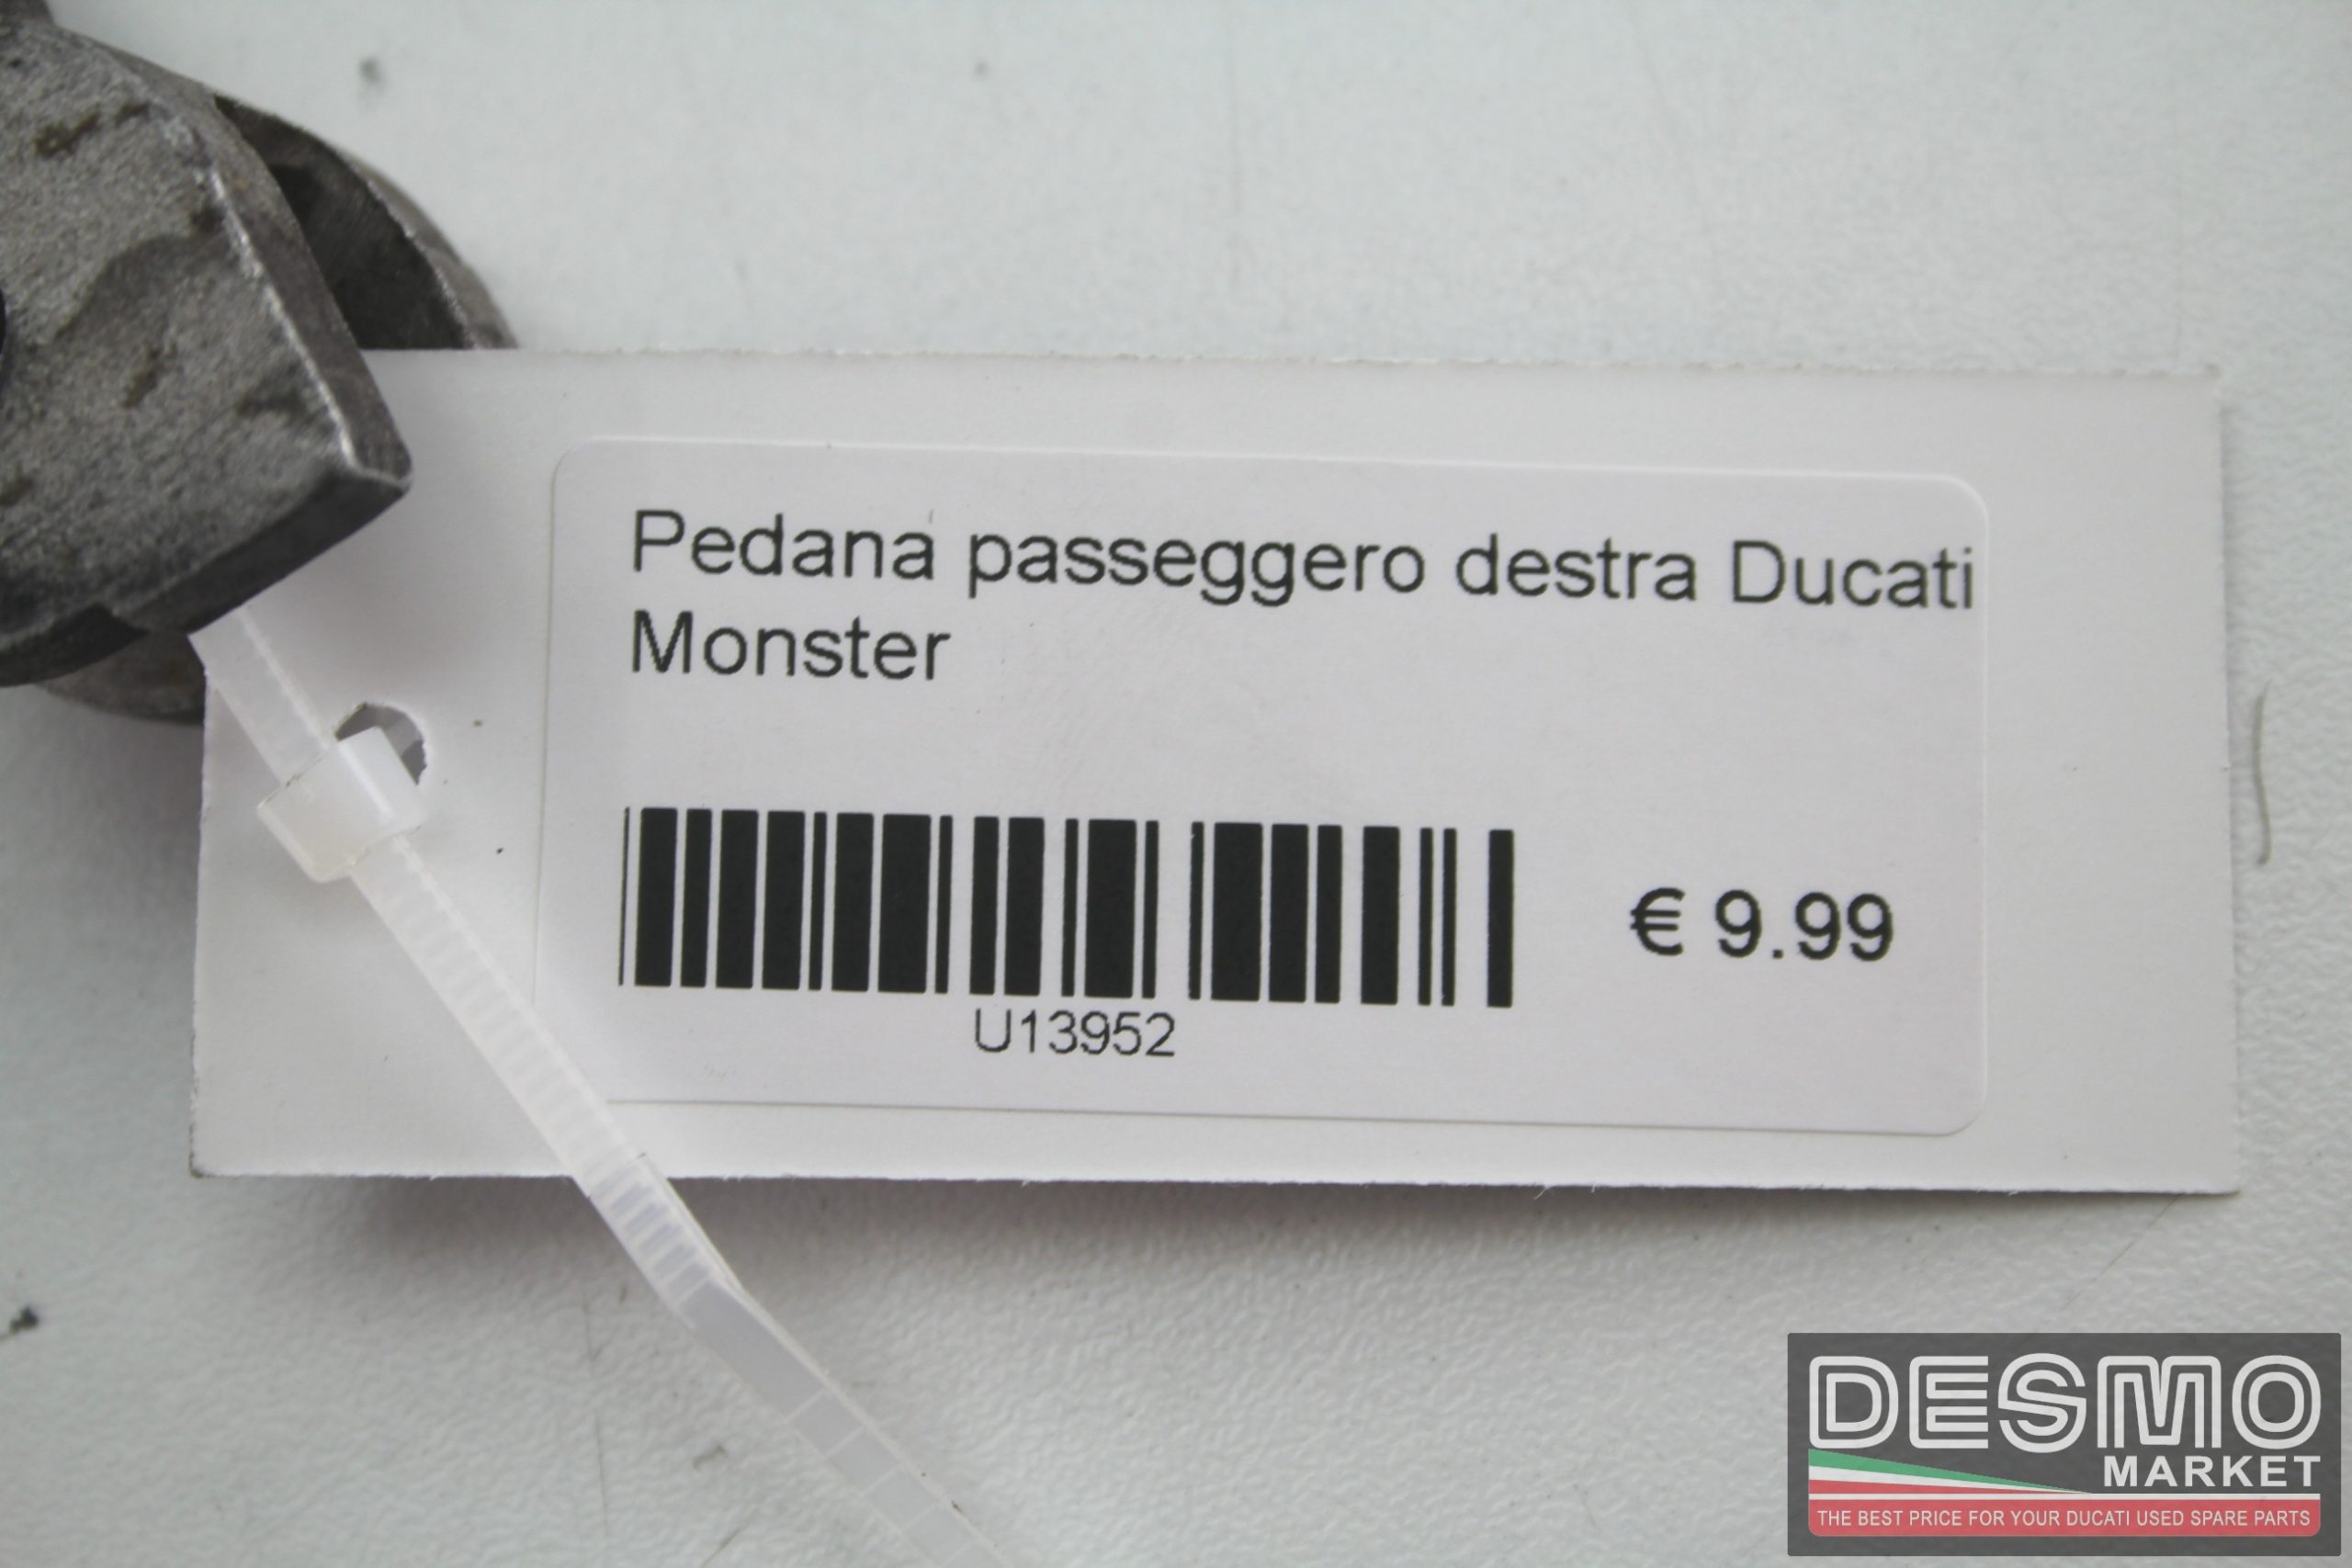 Pedana passeggero destra Ducati
Monster
€ 9.99
U13952
DESMO
MARKET
THE BEST PRICE FOR YOUR DUCATI USED SPARE PARTS